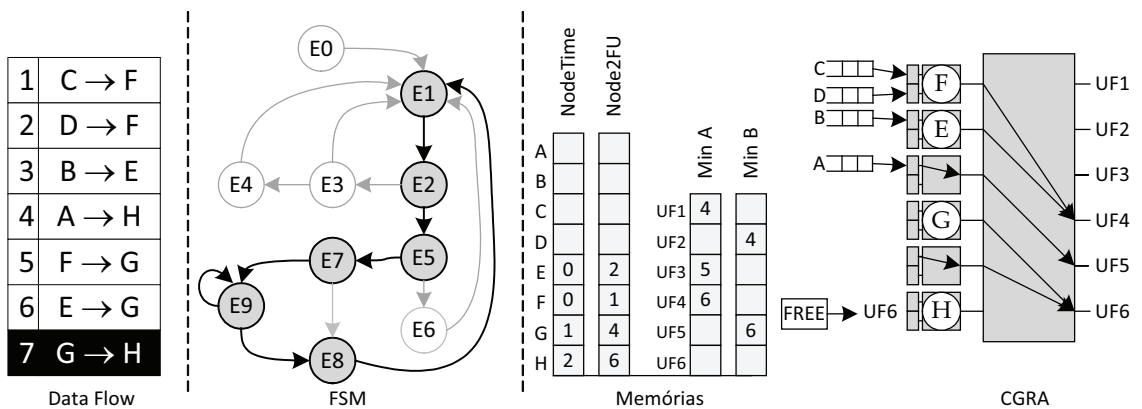 1 C → F
2 D → F
3 B → E
4 A → H
5 F → G
6 E → G
7 G → H
Data Flow
E0
E1
E4
E3
E2
E7
E5
E9
E6
E8
FSM
NodeTime
Node2FU
A
B
C
D
E 0 2
F 0 1
G 1 4
H 2 6
Min A
Min B
UF1 4
UF2 4
UF3 5
UF4 6
UF5 6
UF6
Memórias
C
D
B
A
F
E
G
H
FREE
UF6
UF1
UF2
UF3
UF4
UF5
UF6
CGRA